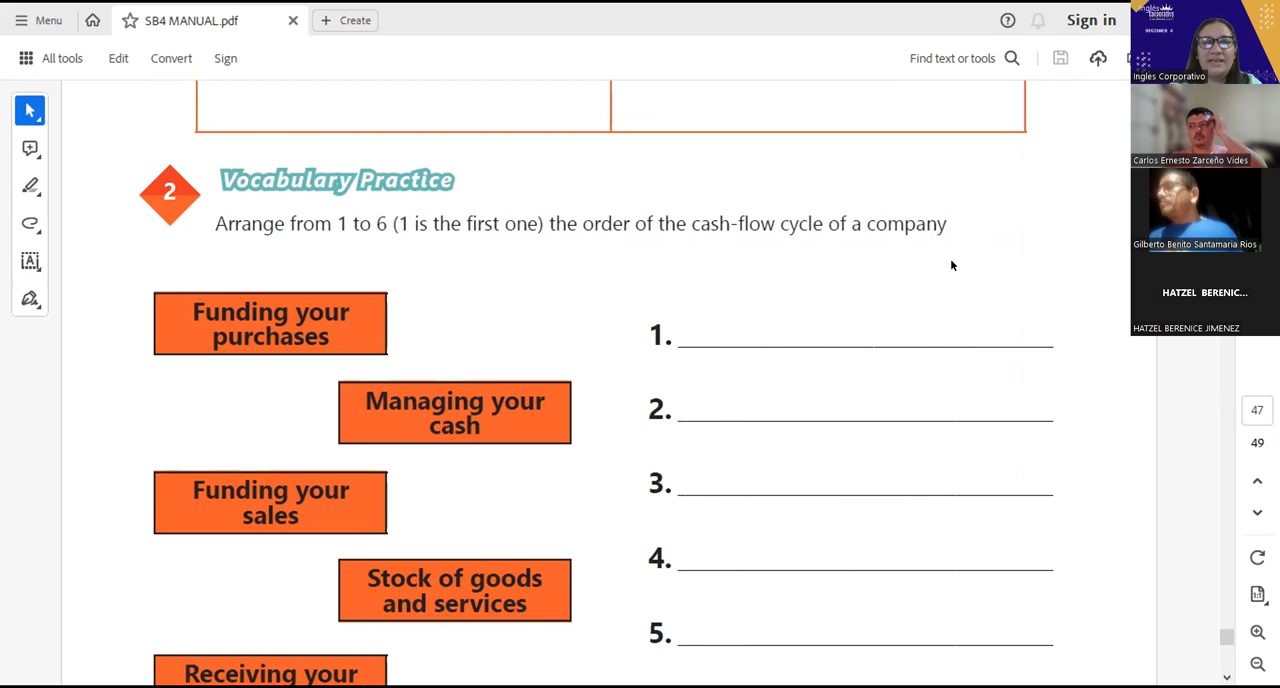 Menu
SB4 MANUAL.pdf
Create
Sign in
All tools
Edit
Convert
Sign
Find text or tools
2
Vocabulary Practice
Arrange from 1 to 6 (1 is the first one) the order of the cash-flow cycle of a company
Funding your
purchases
Managing your
cash
Funding your
sales
Stock of goods
and services
Receiving your
1.
2.
3.
4.
5.
Inglés
Corporativo
BEGINNER 4
Ingles Corporativo
Carlos Ernesto Zarceño Vides
Gilberto Benito Santamaria Rios
HATZEL BERENIC...
HATZEL BERENICE JIMENEZ
47
49